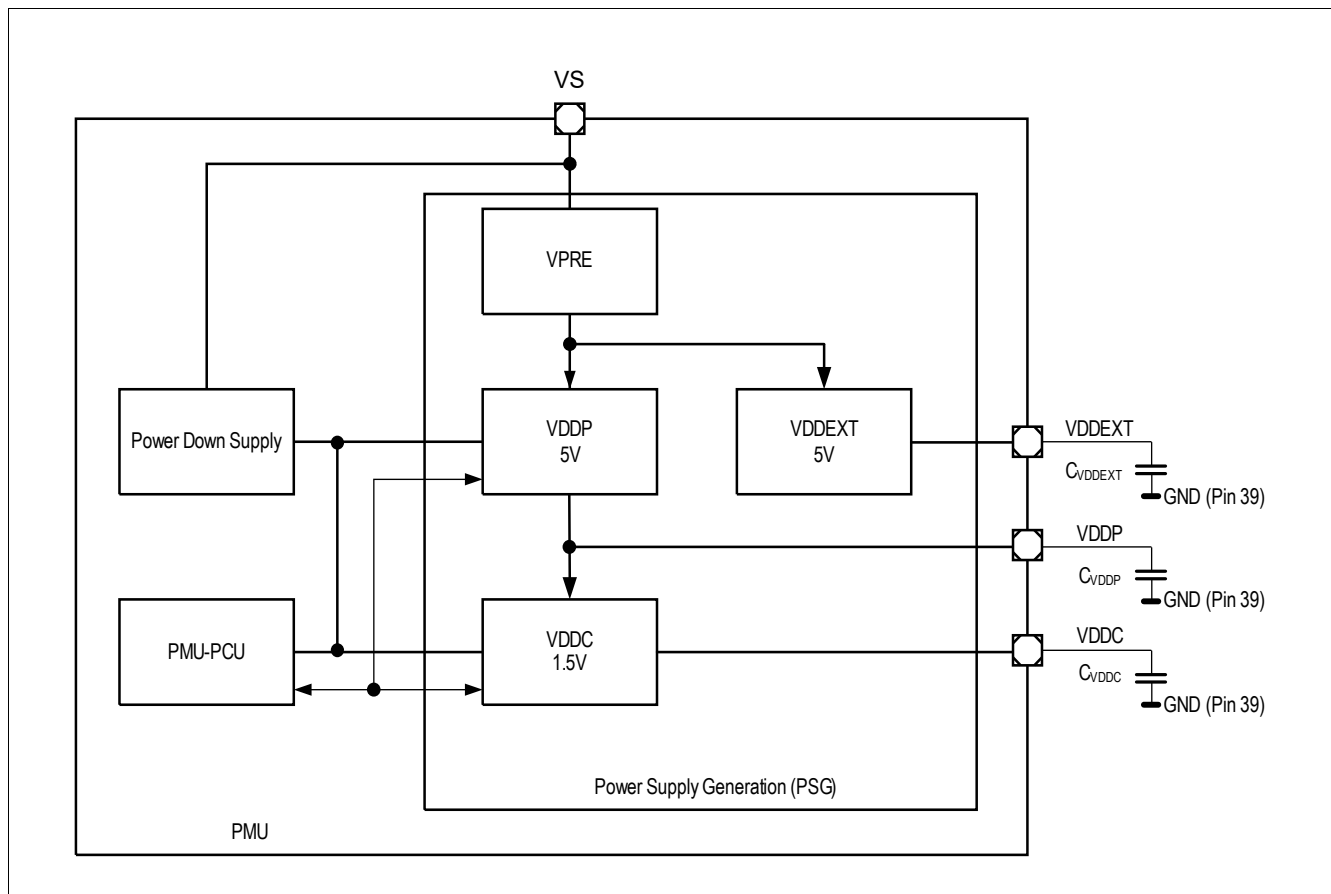 VS
VPRE
Power Down Supply
VDDP
5V
VDDEXT
5V
VDDEXT
CVDDEXT
GND (Pin 39)
VDDP
CVDDP
GND (Pin 39)
PMU-PCU
VDDC
1.5V
VDDC
CVDDC
GND (Pin 39)
Power Supply Generation (PSG)
PMU